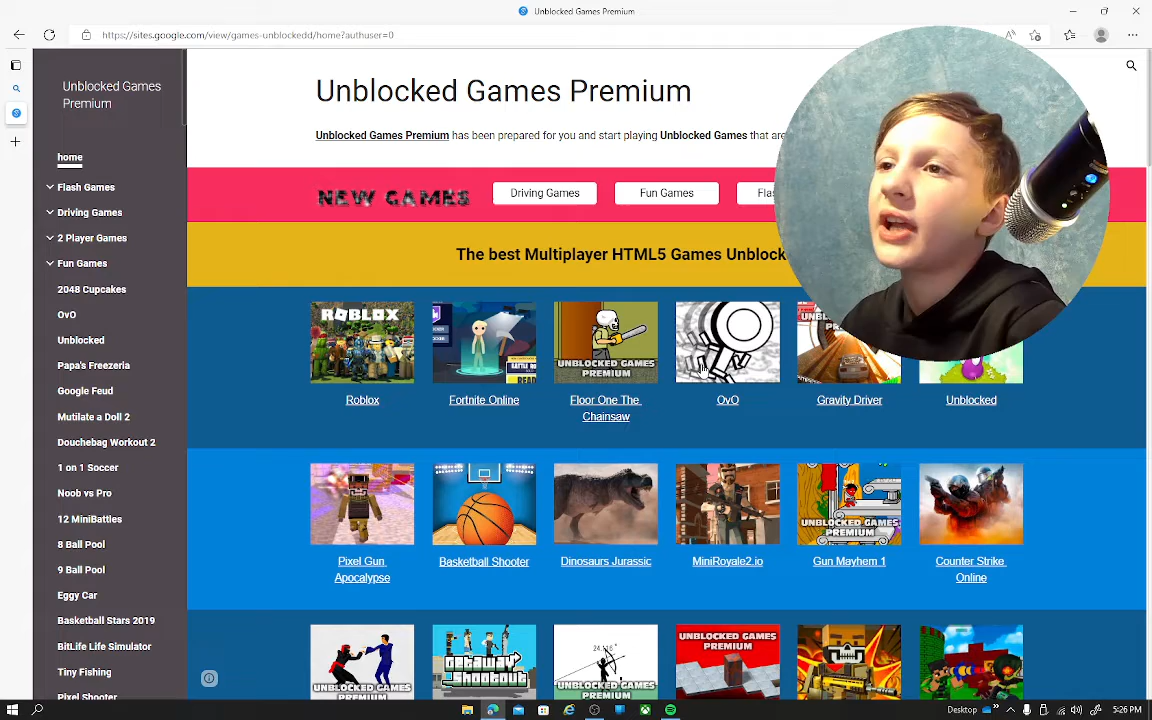 Unblocked Games Premium
https://sites.google.com/view/games-unblockedd/home?authuser=0
Unblocked Games
Premium
home
Flash Games
Driving Games
2 Player Games
Fun Games
2048 Cupcakes
OvO
Unblocked
Papa's Freezeria
Google Feud
Mutilate a Doll 2
Douchebag Workout 2
1 on 1 Soccer
Noob vs Pro
12 MiniBattles
8 Ball Pool
9 Ball Pool
Eggy Car
Basketball Stars 2019
BitLife Life Simulator
Tiny Fishing
Pixel Shooter
Unblocked Games Premium
Unblocked Games Premium has been prepared for you and start playing Unblocked Games that are
NEW GAMES
Driving Games
Fun Games
The best Multiplayer HTML5 Games Unblock
ROBLOX
UNBLOCKED GAMES
PREMIUM
Roblox
Fortnite Online
Floor One The
Chainsaw
OvO
Gravity Driver
Unblocked
UNBLOCKED GAMES
PREMIUM
Pixel Gun
Apocalypse
Basketball Shooter
Dinosaurs Jurassic
MiniRoyale2.io
Gun Mayhem 1
Counter Strike
Online
UNBLOCKED GAMES
getaway
SHOOTOUT
UNBLOCKED GAMES
UNBLOCKED GAMES
PREMIUM
Desktop
5:26 PM